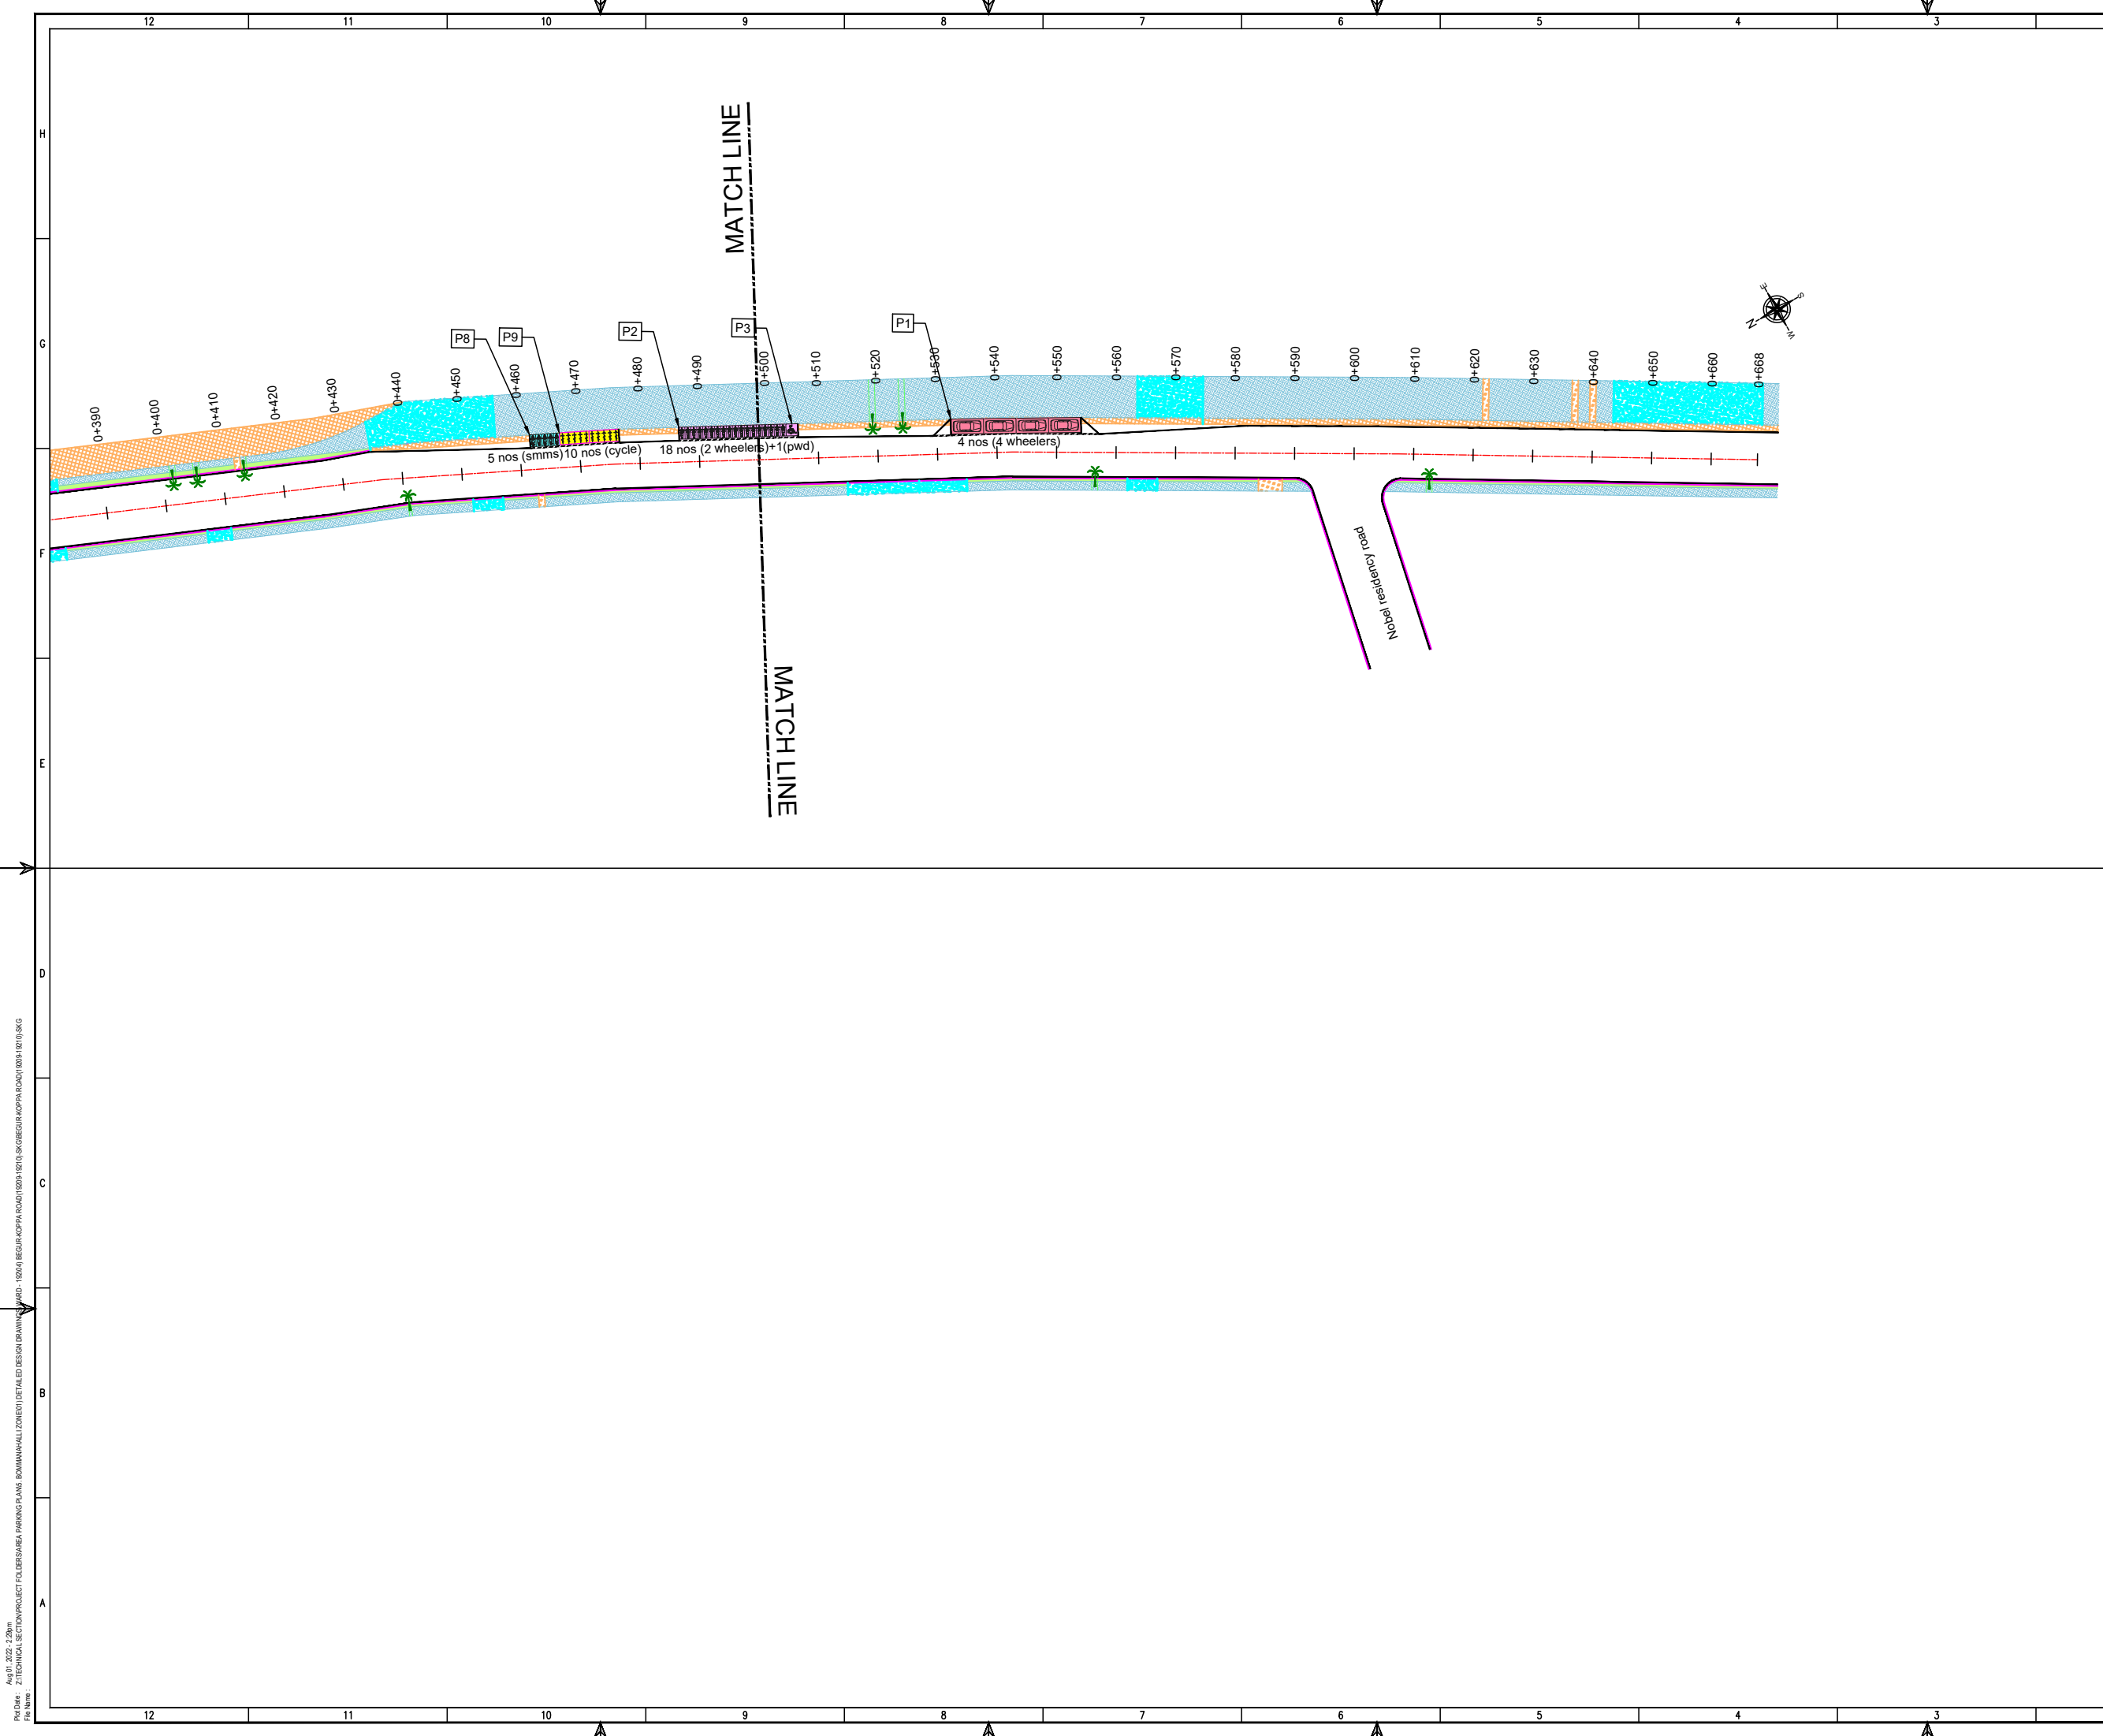 12 11 10 9 8 7 6 5 4 3
H
MATCH LINE
E
S
N
W
G
P8 P9 P2 P3 P1
0+390 0+400 0+410 0+420 0+430 0+440 0+450 0+460 0+470 0+480 0+490 0+500 0+510 0+520 0+530 0+540 0+550 0+560 0+570 0+580 0+590 0+600 0+610 0+620 0+630 0+640 0+650 0+660 0+668
5 nos (smms) 10 nos (cycle) 18 nos (2 wheelers)+1(pwd) 4 nos (4 wheelers)
F
Nobel residency road
MATCH LINE
E
D
C
B
A
Plot Date : Aug 01, 2022 - 2:29pm
File Name :
12 11 10 9 8 7 6 5 4 3